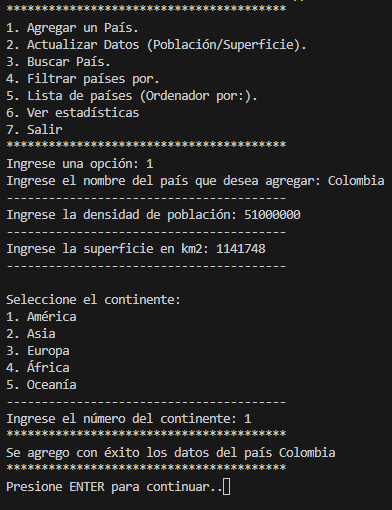 ****************************************
1. Agregar un País.
2. Actualizar Datos (Población/Superficie).
3. Buscar País.
4. Filtrar países por.
5. Lista de países (Ordenador por:).
6. Ver estadísticas
7. Salir
****************************************
Ingrese una opción: 1
Ingrese el nombre del país que desea agregar: Colombia
----------------------------------------
Ingrese la densidad de población: 51000000
----------------------------------------
Ingrese la superficie en km2: 1141748
----------------------------------------
Seleccione el continente:
1. América
2. Asia
3. Europa
4. África
5. Oceanía
----------------------------------------
Ingrese el número del continente: 1
****************************************
Se agrego con éxito los datos del país Colombia
****************************************
Presione ENTER para continuar..